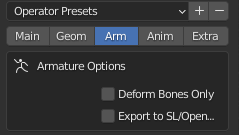 Operator Presets
Main Geom Arm Anim Extra
Armature Options
Deform Bones Only
Export to SL/Open...